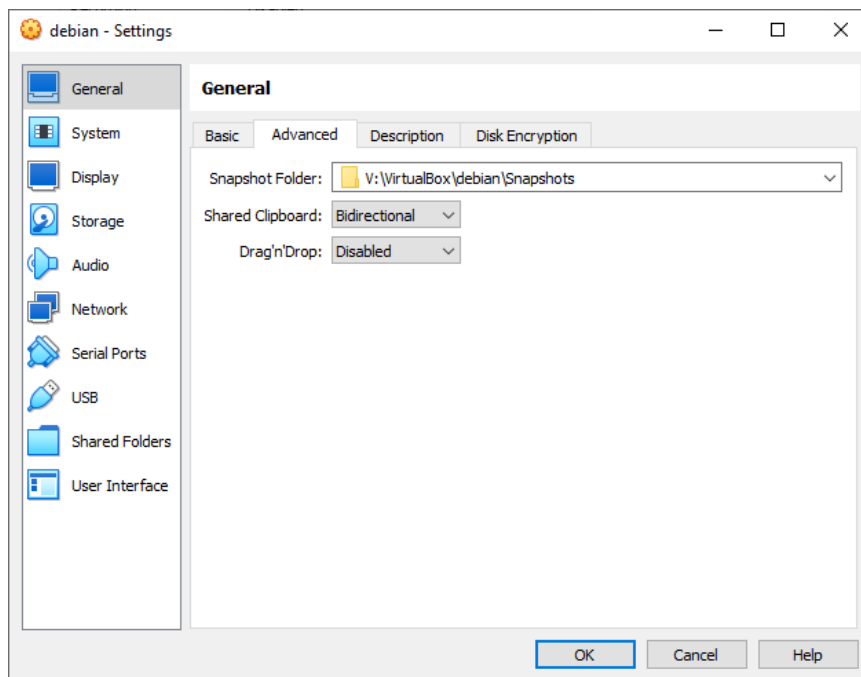 debian - Settings
General
System
Display
Storage
Audio
Network
Serial Ports
USB
Shared Folders
User Interface
General
Basic Advanced Description Disk Encryption
Snapshot Folder: V:\VirtualBox\debian\Snapshots
Shared Clipboard: Bidirectional
Drag'n'Drop: Disabled
OK Cancel Help